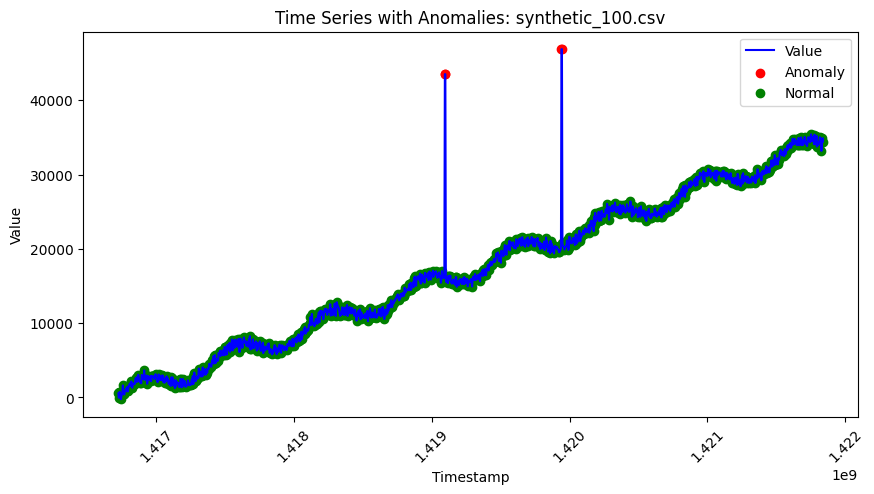 Time Series with Anomalies: synthetic_100.csv
Value
Anomaly
Normal
Value
40000
30000
20000
10000
0
1.417
1.418
1.419
1.420
1.421
1.422
1e9
Timestamp